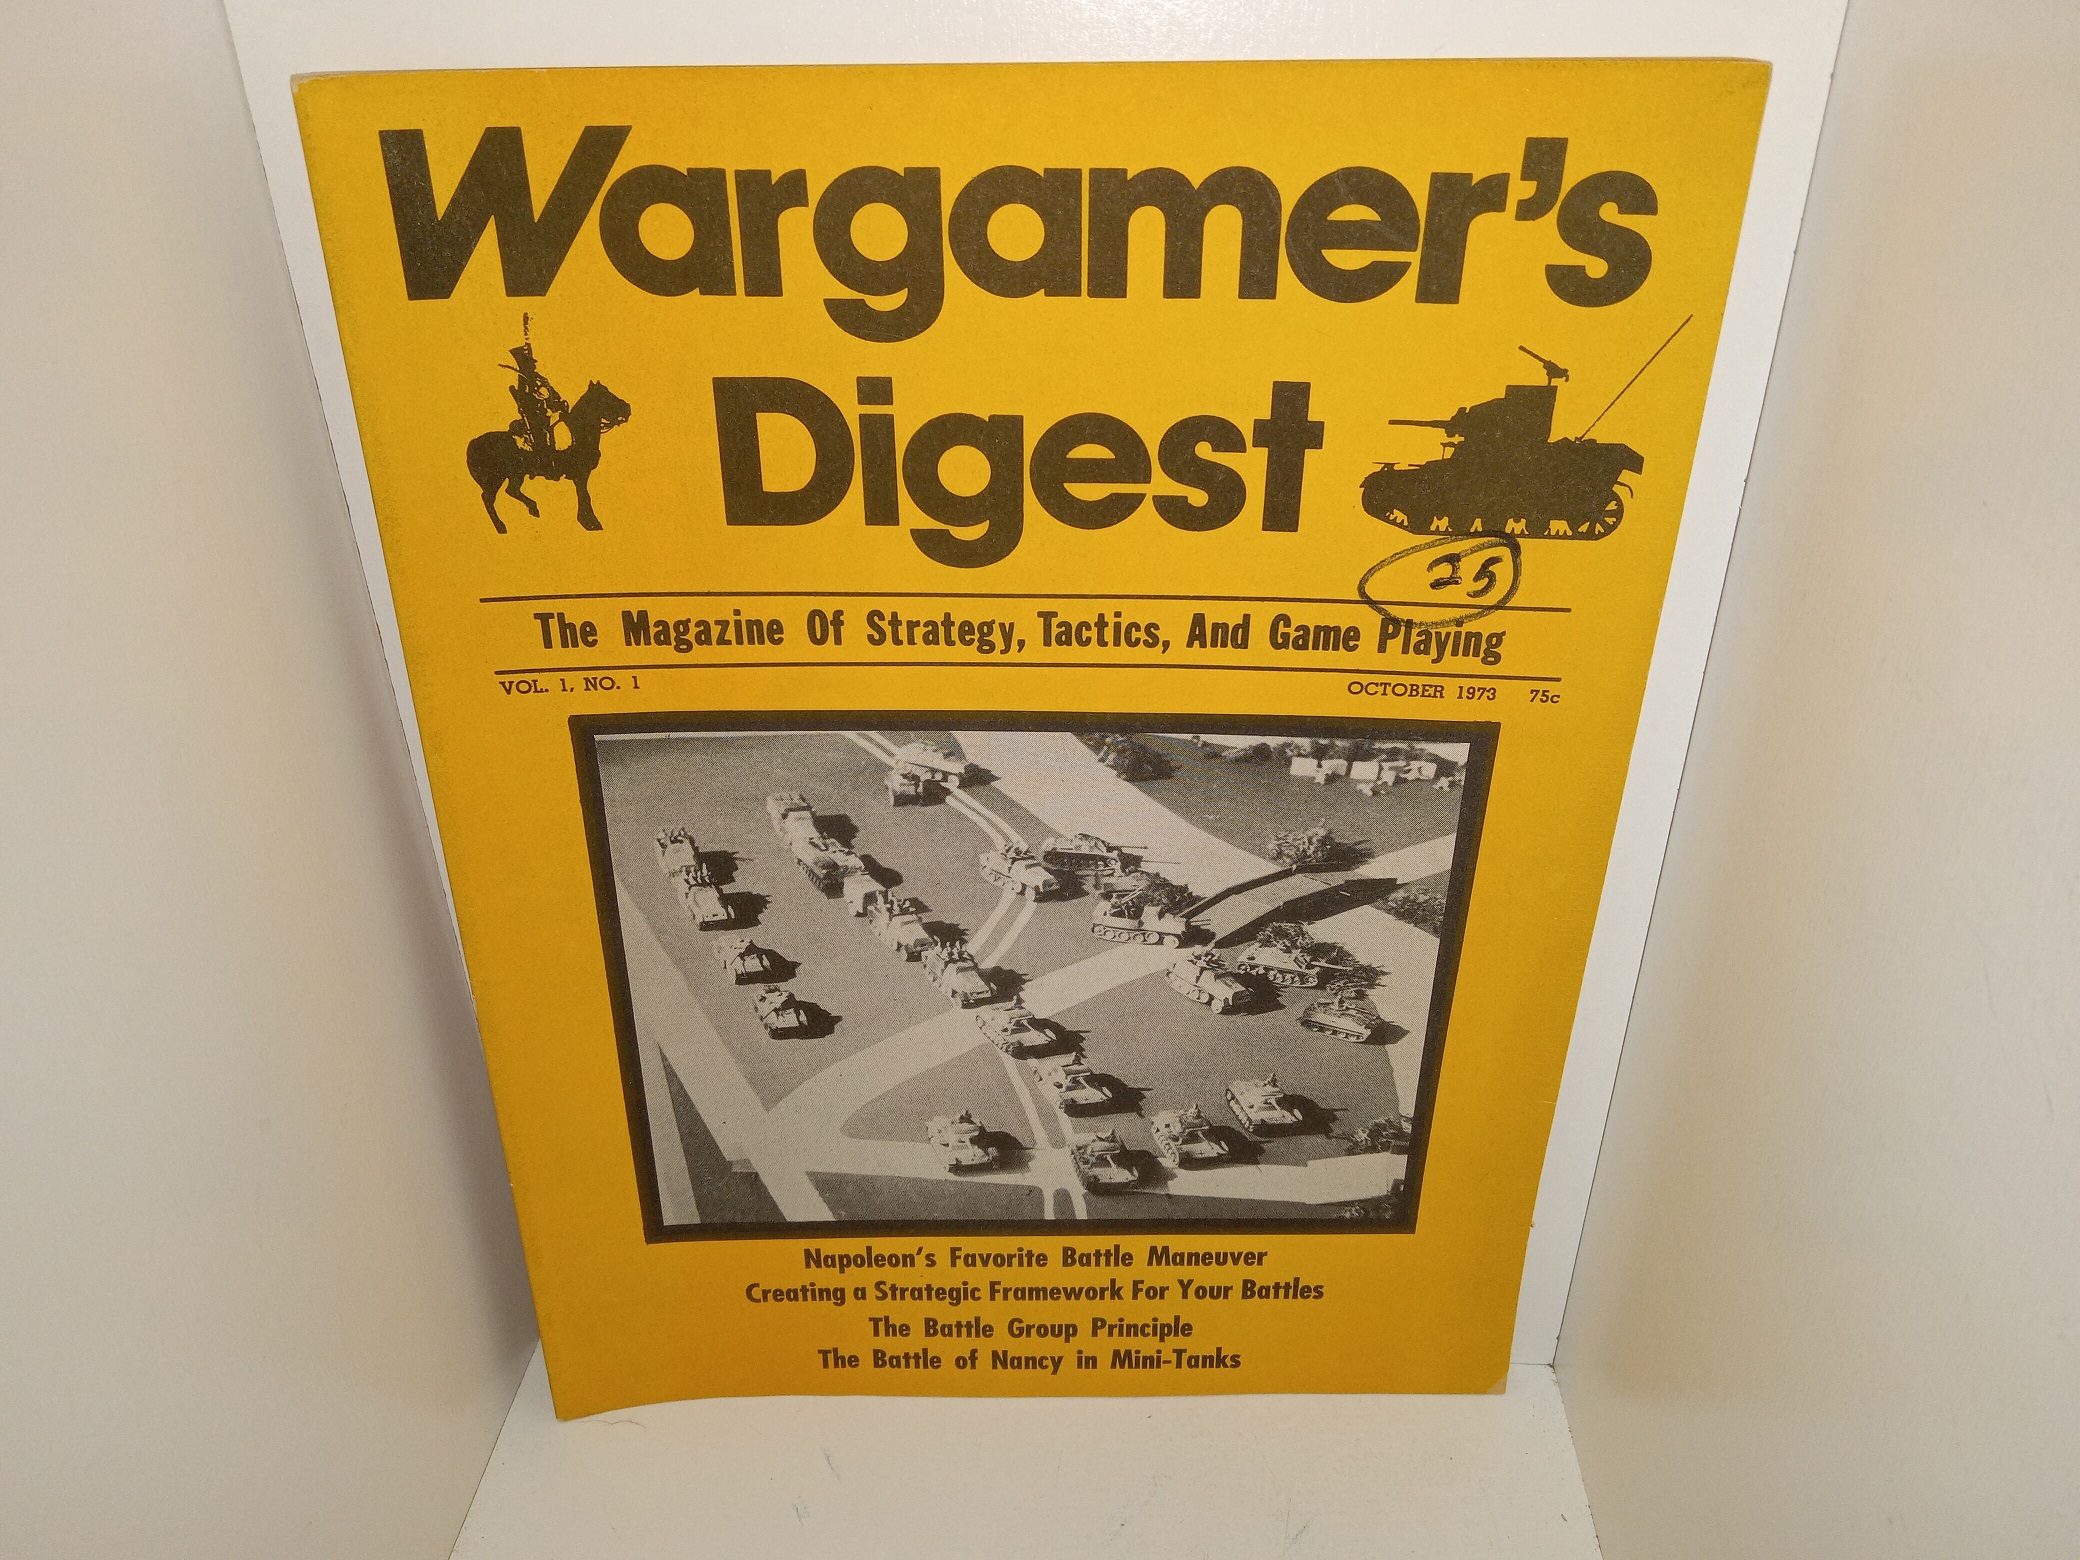 Wargamer's
Digest
25
The Magazine Of Strategy, Tactics, And Game Playing
VOL. 1, NO. 1 OCTOBER 1973 75c
Napoleon's Favorite Battle Maneuver
Creating a Strategic Framework For Your Battles
The Battle Group Principle
The Battle of Nancy in Mini-Tanks